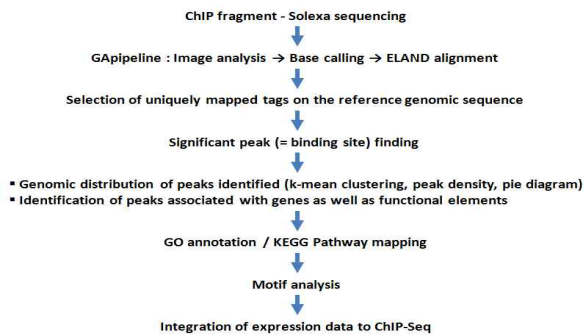 ChIP fragment - Solexa sequencing
GApipeline : Image analysis → Base calling → ELAND alignment
Selection of uniquely mapped tags on the reference genomic sequence
Significant peak (= binding site) finding
▪ Genomic distribution of peaks identified (k-mean clustering, peak density, pie diagram)
▪ Identification of peaks associated with genes as well as functional elements
GO annotation / KEGG Pathway mapping
Motif analysis
Integration of expression data to ChIP-Seq